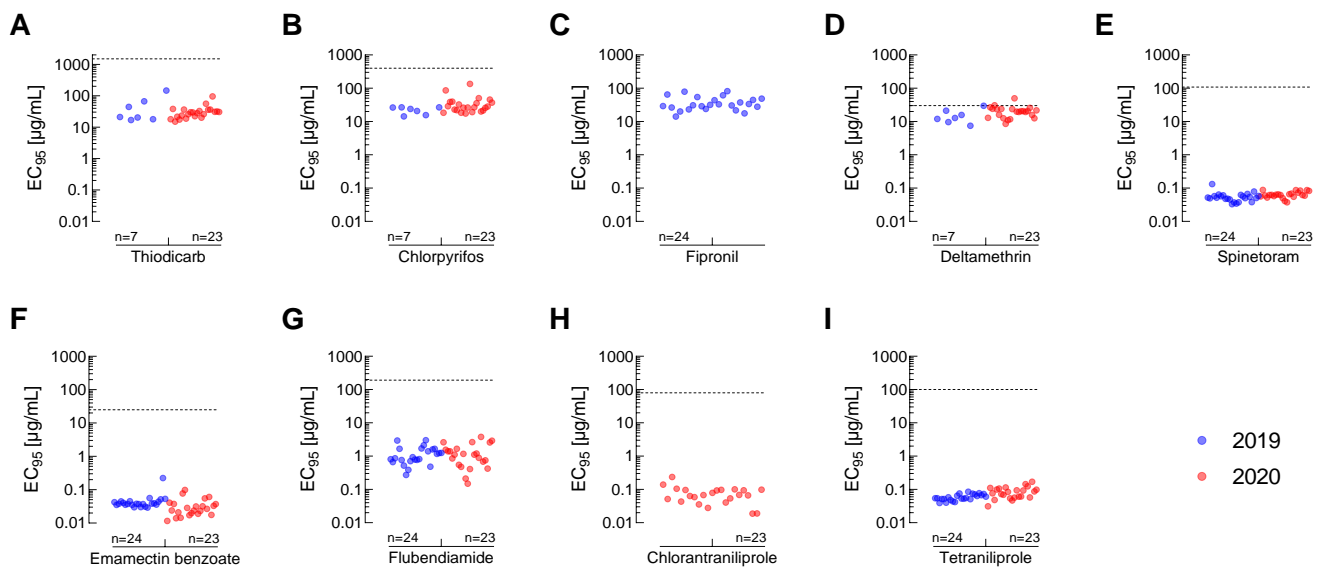 A
B
C
D
E
EC95 [µg/mL]
1000
100
10
1
0.1
0.01
n=7 n=23
Thiodicarb
EC95 [µg/mL]
1000
100
10
1
0.1
0.01
n=7 n=23
Chlorpyrifos
EC95 [µg/mL]
1000
100
10
1
0.1
0.01
n=24
Fipronil
EC95 [µg/mL]
1000
100
10
1
0.1
0.01
n=7 n=23
Deltamethrin
EC95 [µg/mL]
1000
100
10
1
0.1
0.01
n=24 n=23
Spinetoram
F
G
H
I
EC95 [µg/mL]
1000
100
10
1
0.1
0.01
n=24 n=23
Emamectin benzoate
EC95 [µg/mL]
1000
100
10
1
0.1
0.01
n=24 n=23
Flubendiamide
EC95 [µg/mL]
1000
100
10
1
0.1
0.01
n=23
Chlorantraniliprole
EC95 [µg/mL]
1000
100
10
1
0.1
0.01
n=24 n=23
Tetraniliprole
2019
2020